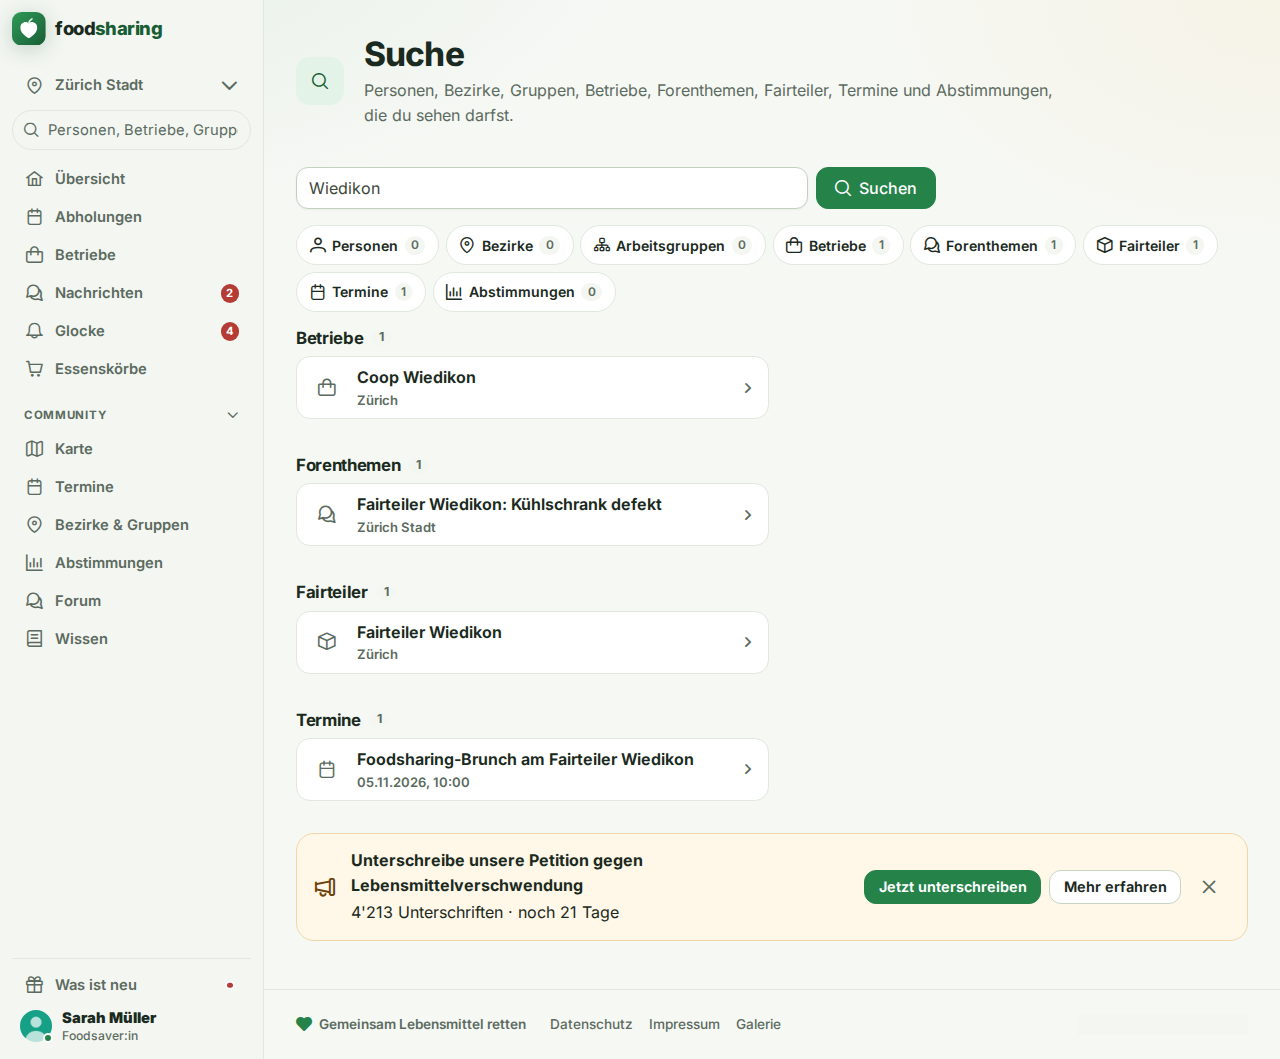 foodsharing
Zürich Stadt
Personen, Betriebe, Grupp
Übersicht
Abholungen
Betriebe
Nachrichten 2
Glocke 4
Essenskörbe
COMMUNITY
Karte
Termine
Bezirke & Gruppen
Abstimmungen
Forum
Wissen
Was ist neu
Sarah Müller
Foodsaver:in
Suche
Personen, Bezirke, Gruppen, Betriebe, Forenthemen, Fairteiler, Termine und Abstimmungen,
die du sehen darfst.
Wiedikon Suchen
Personen 0 Bezirke 0 Arbeitsgruppen 0 Betriebe 1 Forenthemen 1 Fairteiler 1
Termine 1 Abstimmungen 0
Betriebe 1
Coop Wiedikon
Zürich
Forenthemen 1
Fairteiler Wiedikon: Kühlschrank defekt
Zürich Stadt
Fairteiler 1
Fairteiler Wiedikon
Zürich
Termine 1
Foodsharing-Brunch am Fairteiler Wiedikon
05.11.2026, 10:00
Unterschreibe unsere Petition gegen
Lebensmittelverschwendung
4'213 Unterschriften · noch 21 Tage
Jetzt unterschreiben Mehr erfahren
Gemeinsam Lebensmittel retten Datenschutz Impressum Galerie